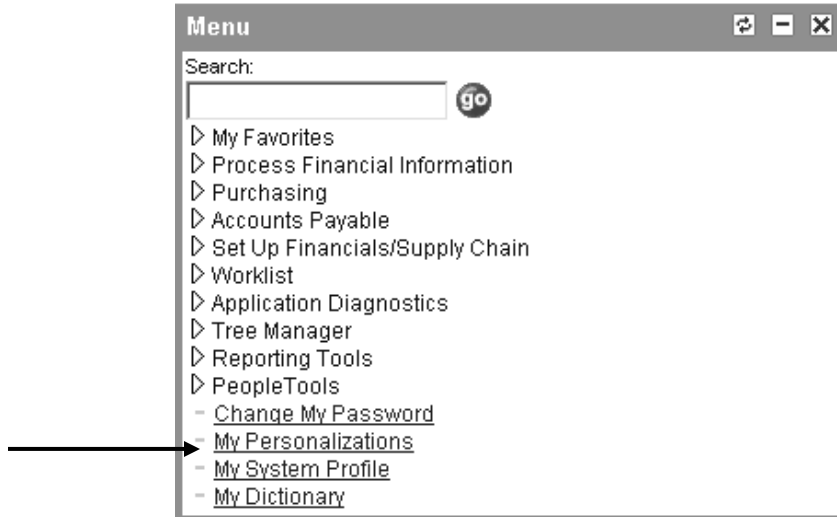 Menu
Search:
go
My Favorites
Process Financial Information
Purchasing
Accounts Payable
Set Up Financials/Supply Chain
Worklist
Application Diagnostics
Tree Manager
Reporting Tools
PeopleTools
Change My Password
My Personalizations
My System Profile
My Dictionary